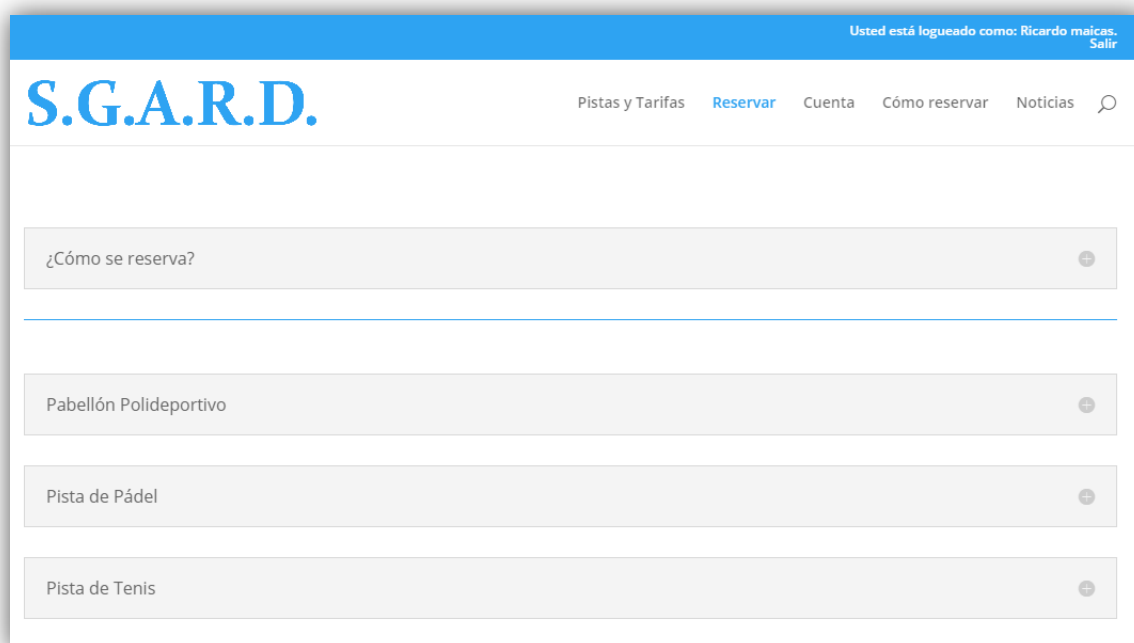 Usted está logueado como: Ricardo maicas.
Salir
S.G.A.R.D.
Pistas y Tarifas Reservar Cuenta Cómo reservar Noticias
¿Cómo se reserva?
Pabellón Polideportivo
Pista de Pádel
Pista de Tenis